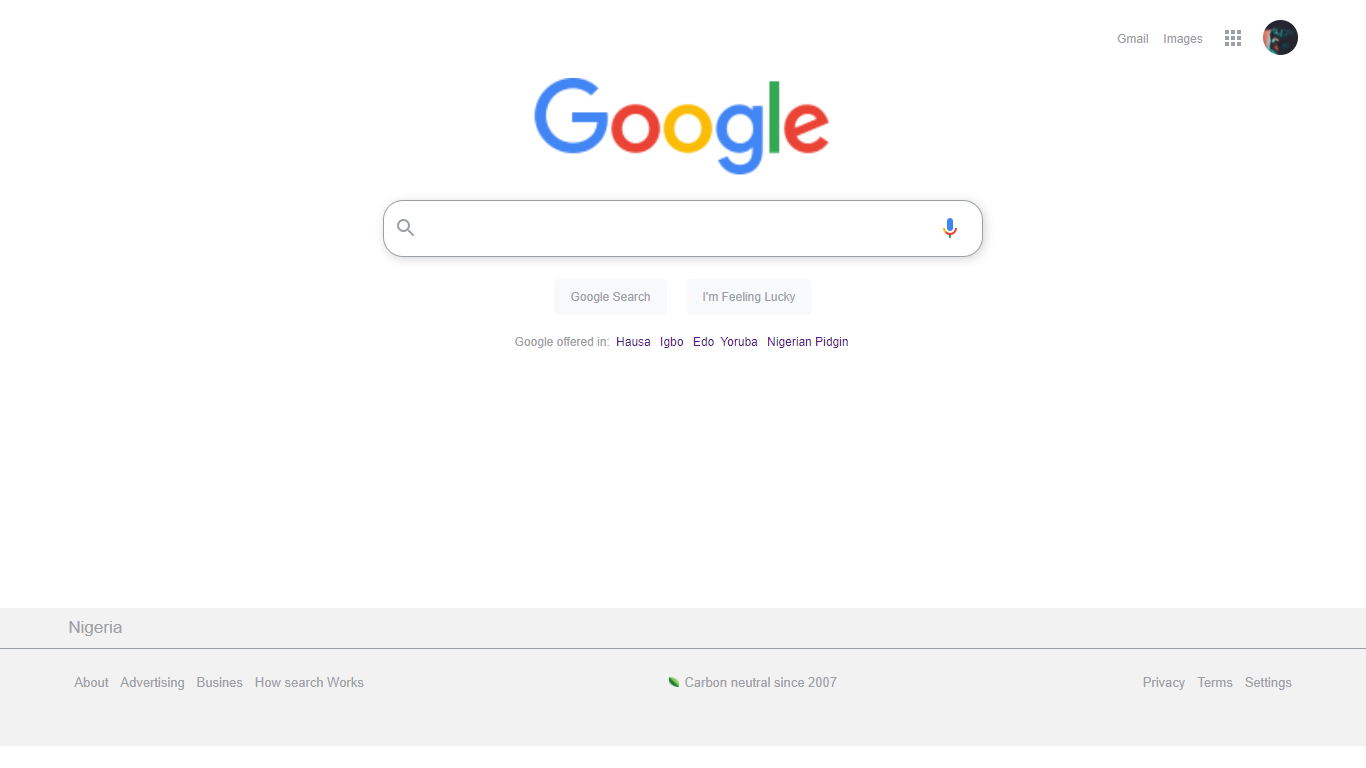 Gmail Images
Google
Google Search I'm Feeling Lucky
Google offered in: Hausa Igbo Edo Yoruba Nigerian Pidgin
Nigeria
About Advertising Busines How search Works Carbon neutral since 2007 Privacy Terms Settings